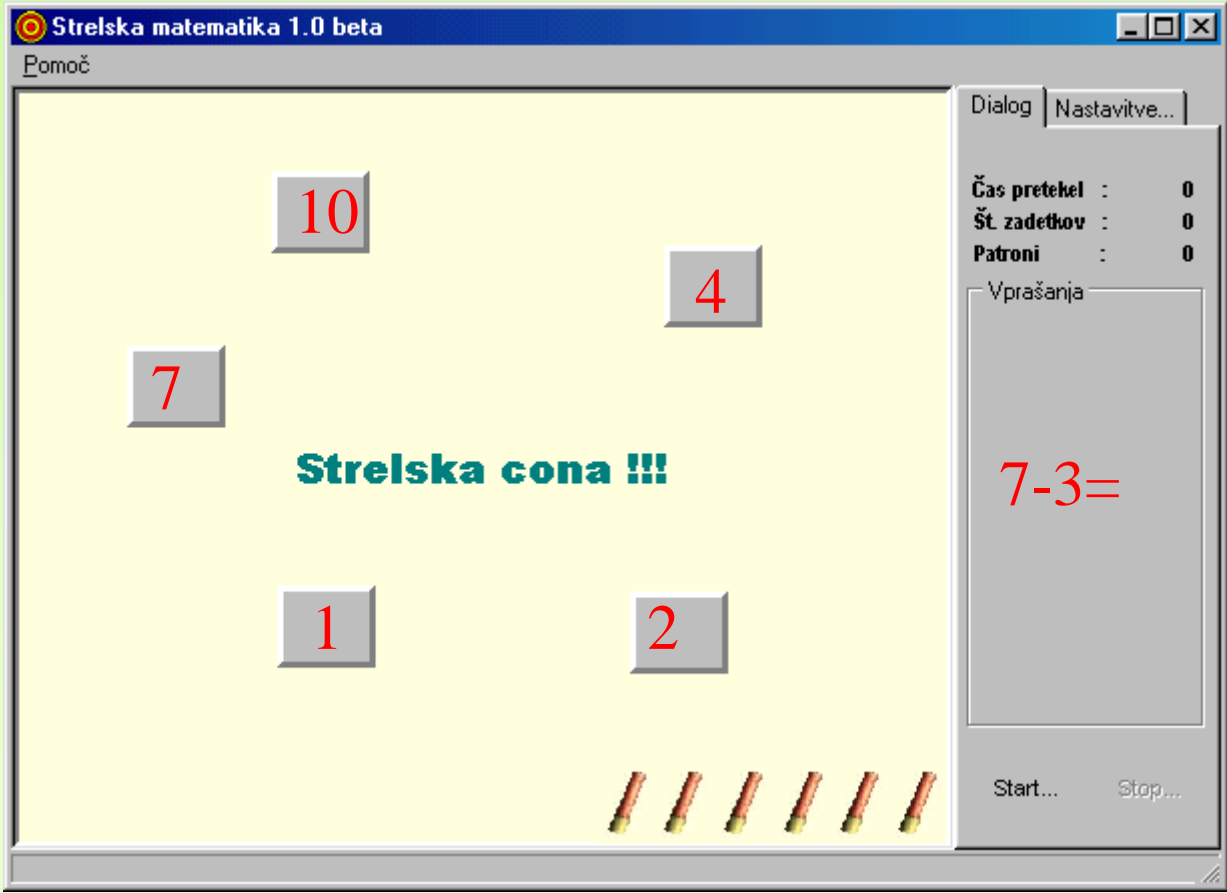 Strelska matematika 1.0 beta
Pomoč
10
4
7
Strelska cona !!!
1
2
Dialog
Nastavitve...
Čas pretekel : 0
Št. zadetkov : 0
Patroni : 0
Vprašanja
7-3=
Start...
Stop...